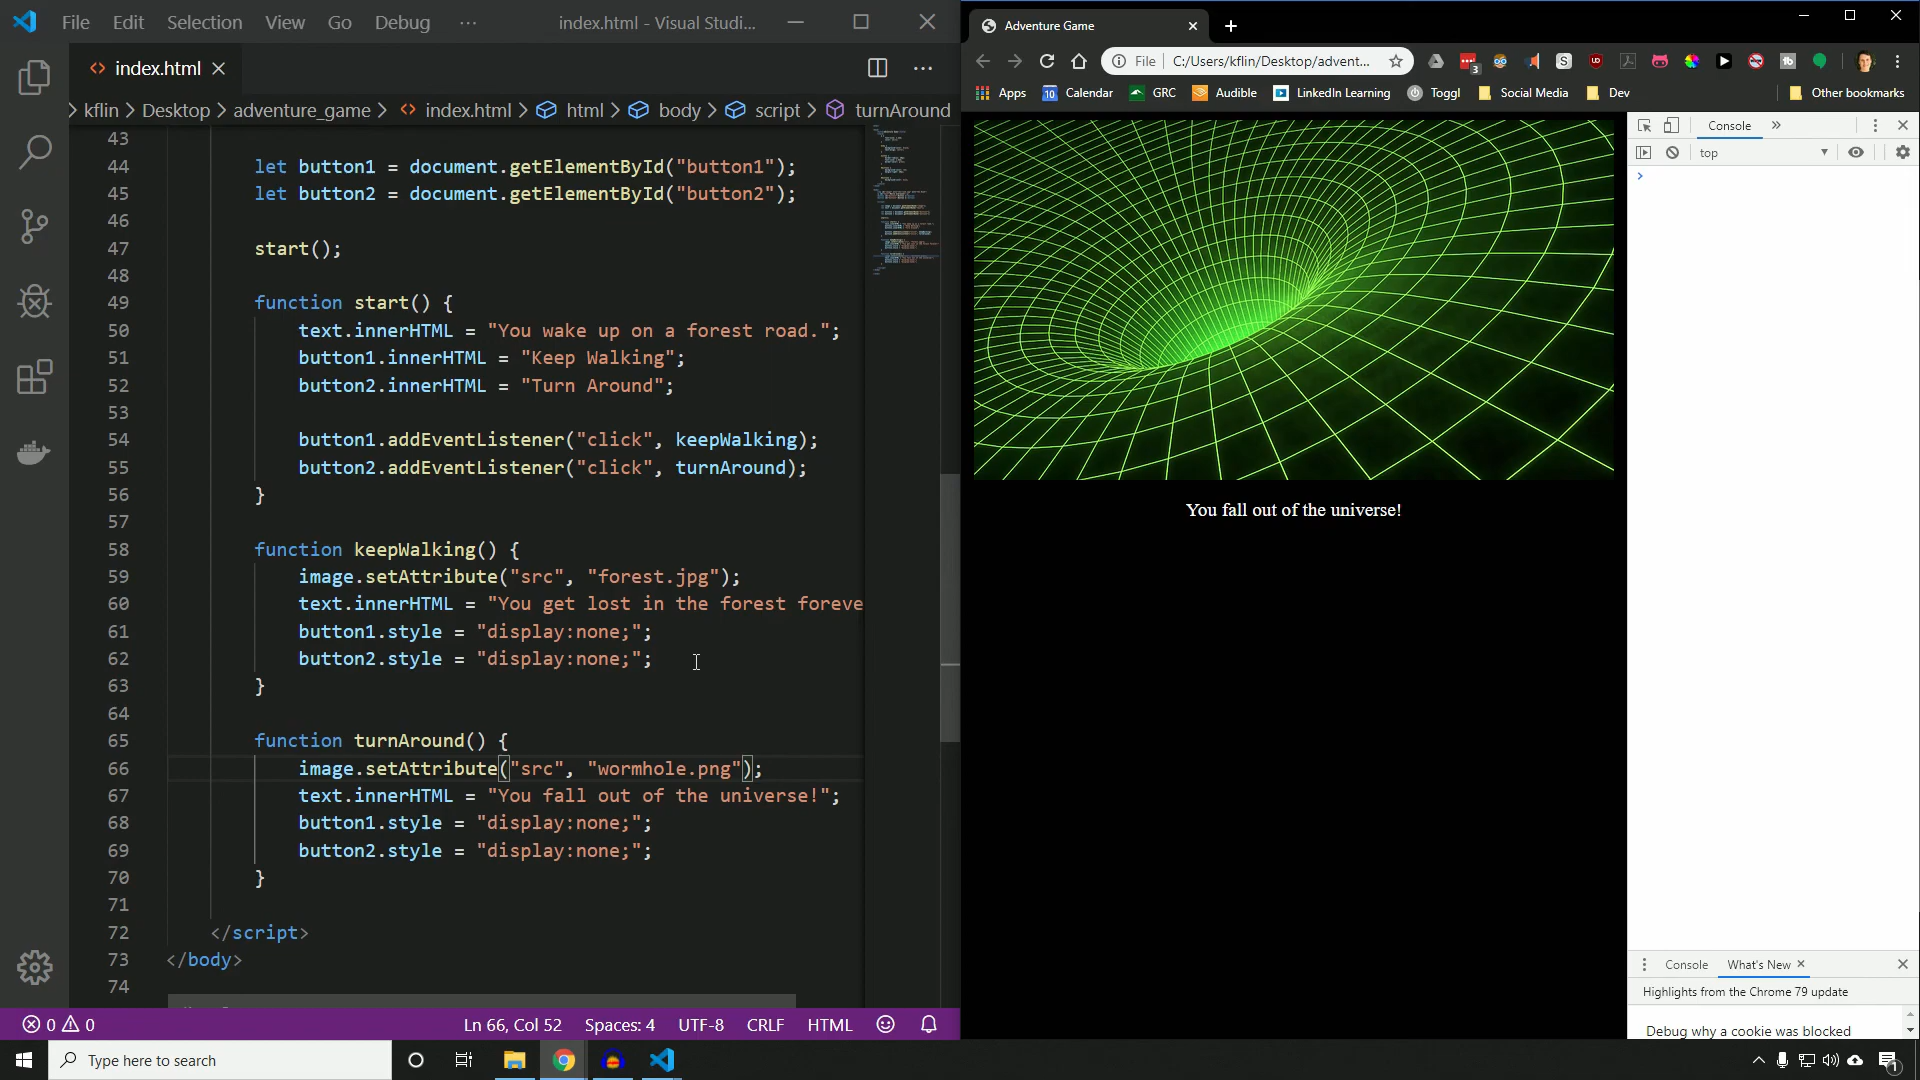 File Edit Selection View Go Debug ··· index.html - Visual Studi...
index.html
kflin > Desktop > adventure_game > index.html > html > body > script > turnAround
43
44 let button1 = document.getElementById("button1");
45 let button2 = document.getElementById("button2");
46
47 start();
48
49 function start() {
50 text.innerHTML = "You wake up on a forest road.";
51 button1.innerHTML = "Keep Walking";
52 button2.innerHTML = "Turn Around";
53
54 button1.addEventListener("click", keepWalking);
55 button2.addEventListener("click", turnAround);
56 }
57
58 function keepWalking() {
59 image.setAttribute("src", "forest.jpg");
60 text.innerHTML = "You get lost in the forest foreve
61 button1.style = "display:none;";
62 button2.style = "display:none;";
63 }
64
65 function turnAround() {
66 image.setAttribute("src", "wormhole.png");
67 text.innerHTML = "You fall out of the universe!";
68 button1.style = "display:none;";
69 button2.style = "display:none;";
70 }
71
72 </script>
73 </body>
74
0 0 Ln 66, Col 52 Spaces: 4 UTF-8 CRLF HTML
Adventure Game
File C:/Users/kflin/Desktop/advent...
Apps Calendar GRC Audible LinkedIn Learning Toggl Social Media Dev Other bookmarks
Console »
top
You fall out of the universe!
Console What's New
Highlights from the Chrome 79 update
Debug why a cookie was blocked
Type here to search